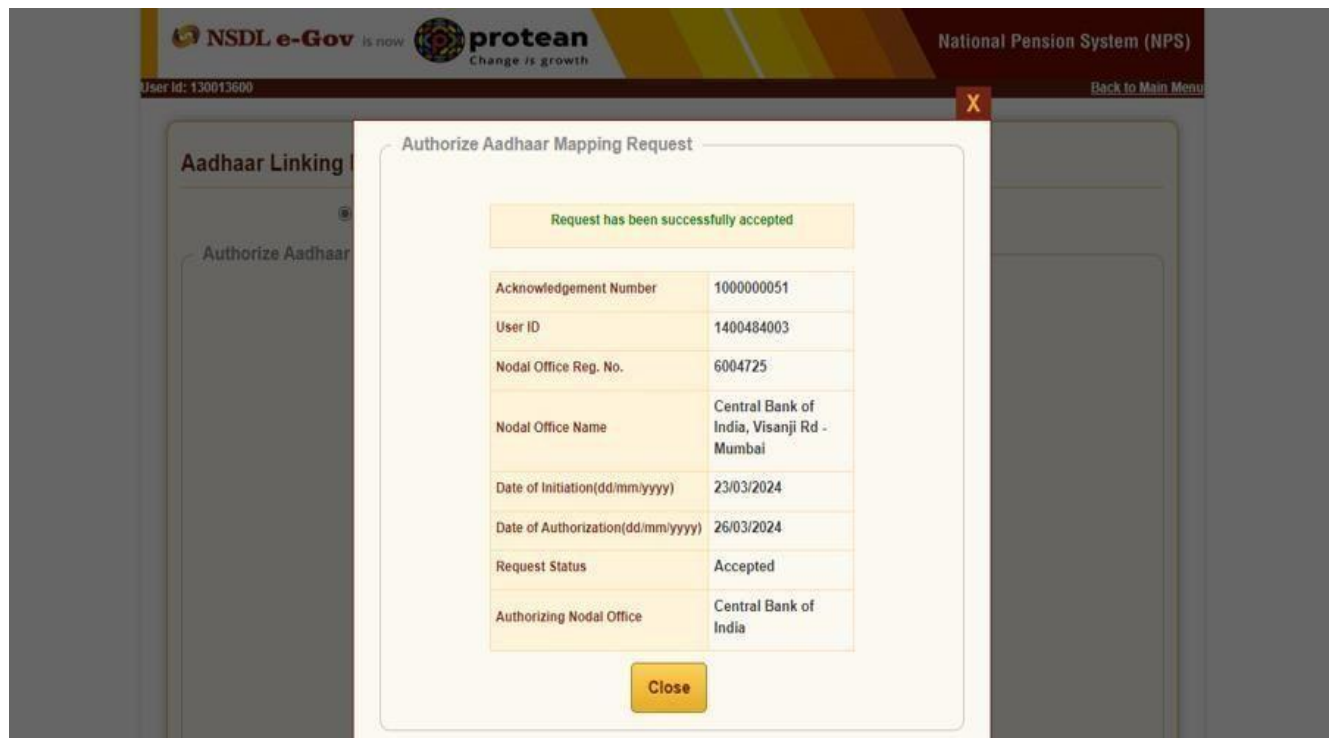 NSDL e-Gov is now protean
Change is growth
National Pension System (NPS)
User Id: 130013600
Back to Main Menu
X
Aadhaar Linking
Authorize Aadhaar
Authorize Aadhaar Mapping Request
Request has been successfully accepted
Acknowledgement Number 1000000051
User ID 1400484003
Nodal Office Reg. No. 6004725
Nodal Office Name Central Bank of
India, Visanji Rd -
Mumbai
Date of Initiation(dd/mm/yyyy) 23/03/2024
Date of Authorization(dd/mm/yyyy) 26/03/2024
Request Status Accepted
Authorizing Nodal Office Central Bank of
India
Close